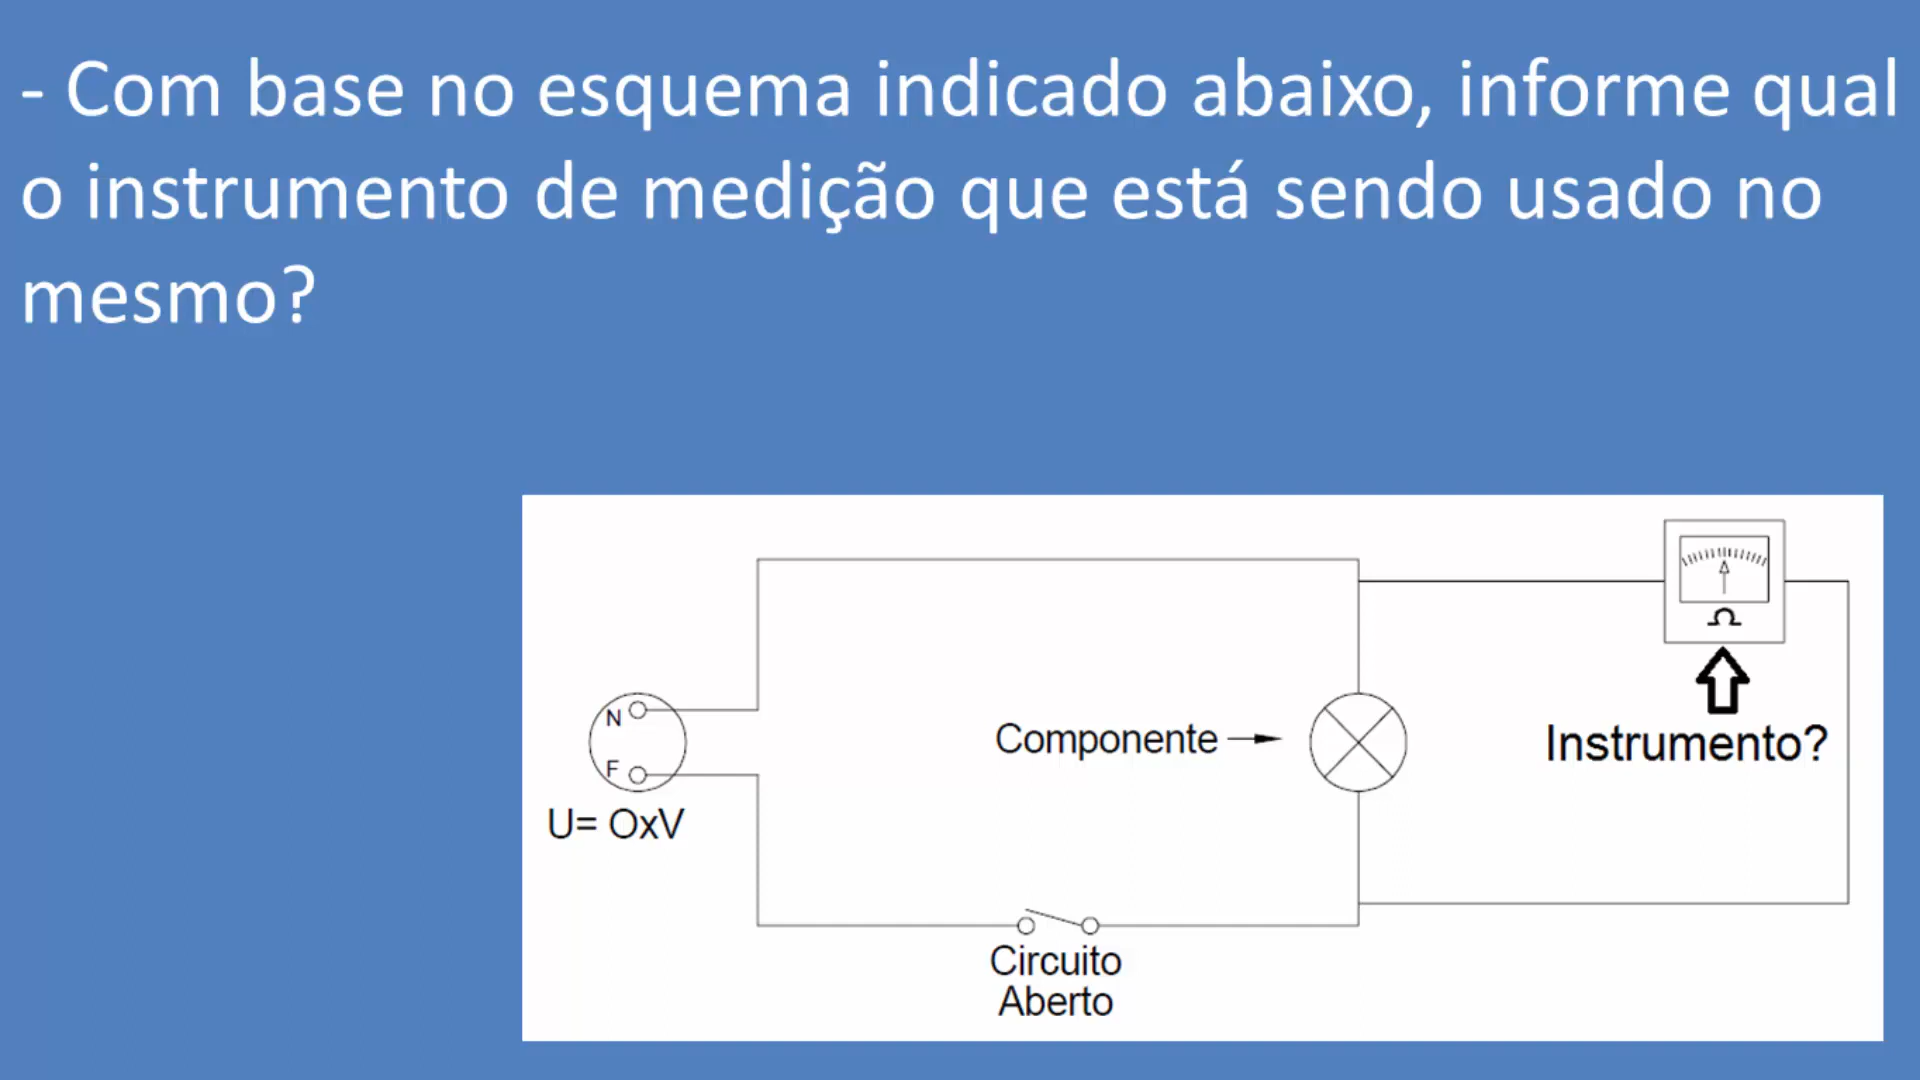 - Com base no esquema indicado abaixo, informe qual
o instrumento de medição que está sendo usado no
mesmo?
Ω
N
F
U= OxV
Componente
Instrumento?
Circuito
Aberto